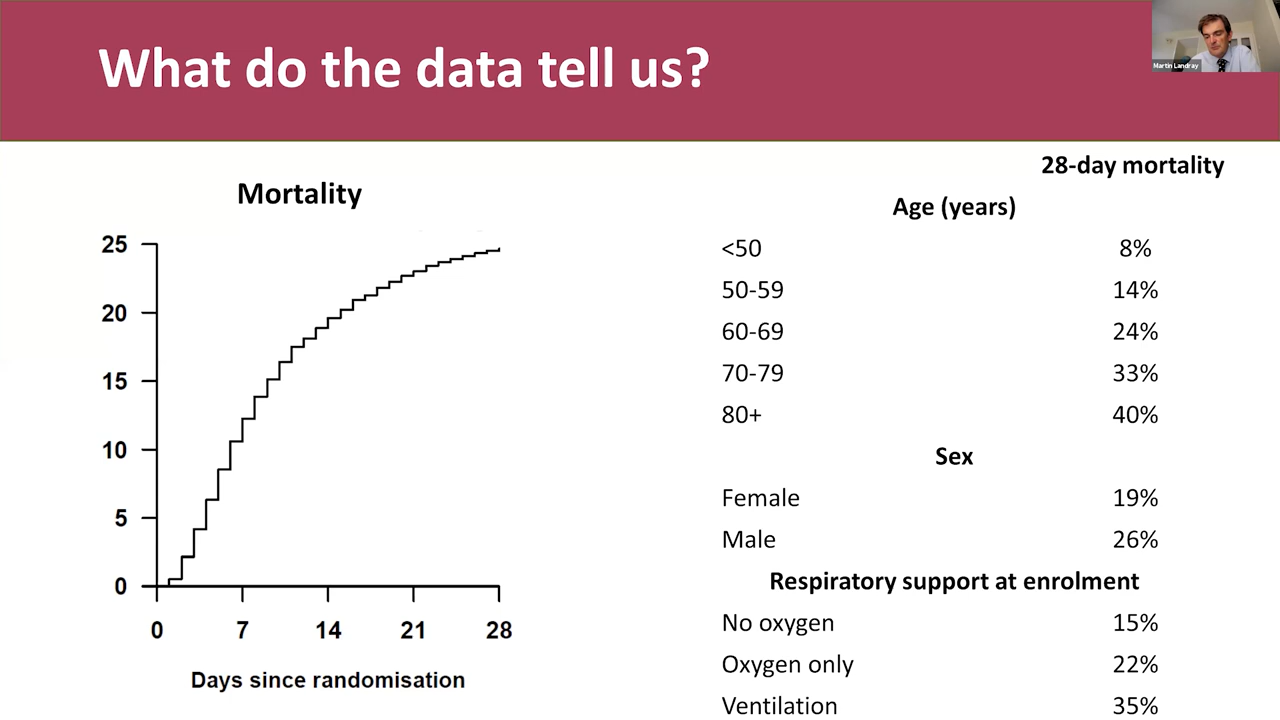 What do the data tell us?
Martin Landray
Mortality
25
20
15
10
5
0
0 7 14 21 28
Days since randomisation
28-day mortality
Age (years)
<50 8%
50-59 14%
60-69 24%
70-79 33%
80+ 40%
Sex
Female 19%
Male 26%
Respiratory support at enrolment
No oxygen 15%
Oxygen only 22%
Ventilation 35%